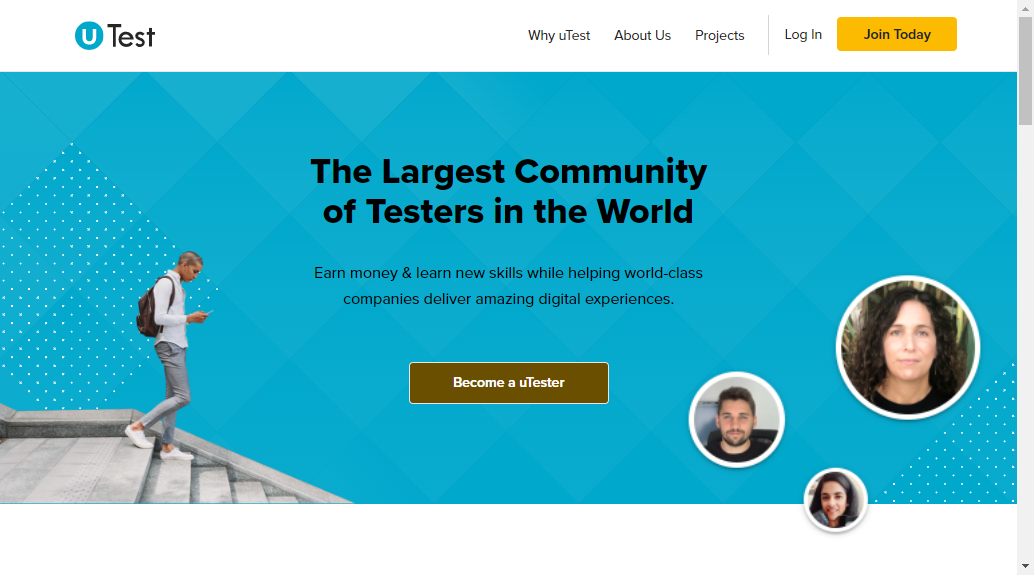 uTest
Why uTest
About Us
Projects
Log In
Join Today
The Largest Community
of Testers in the World
Earn money & learn new skills while helping world-class
companies deliver amazing digital experiences.
Become a uTester